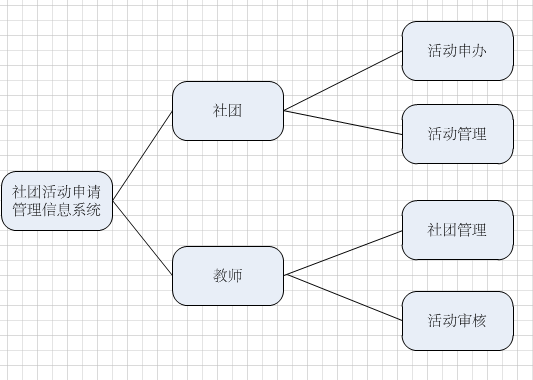 社团活动申请
管理信息系统
社团
教师
活动申办
活动管理
社团管理
活动审核